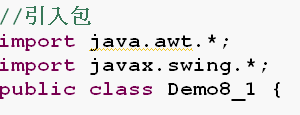 //引入包
import java.awt.*;
import javax.swing.*;
public class Demo8_1 {